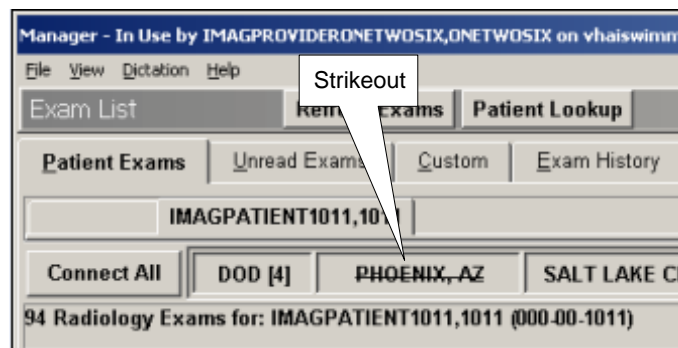 Manager - In Use by IMAGPROVIDERONETWOSIX,ONETWOSIX on vhaiswimm
File View Dictation Help
Strikeout
Exam List Exams Patient Lookup
Patient Exams Unread Exams Custom Exam History
IMAGPATIENT1011,1011
Connect All DOD [4] PHOENIX, AZ SALT LAKE
94 Radiology Exams for: IMAGPATIENT1011,1011 (000-00-1011)